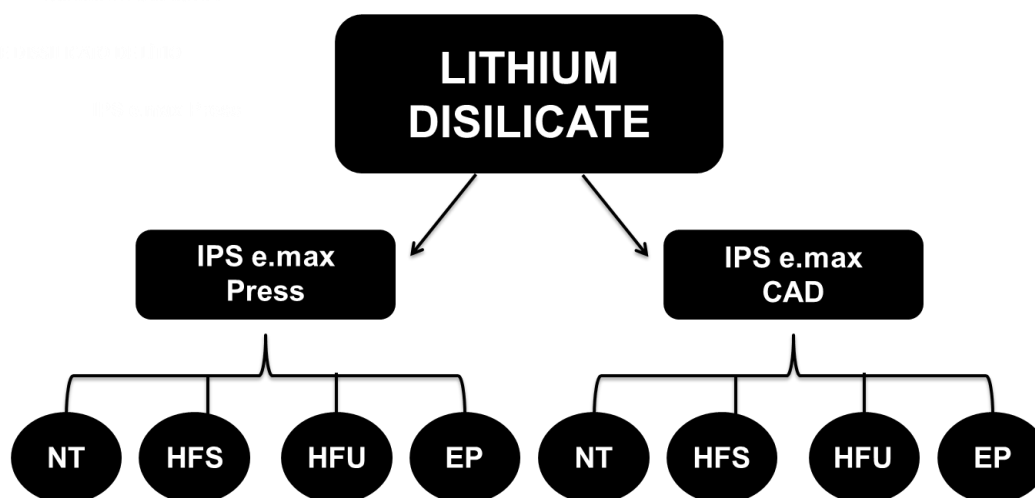 LITHIUM
DISILICATE
IPS e.max
Press
IPS e.max
CAD
NT
HFS
HFU
EP
NT
HFS
HFU
EP